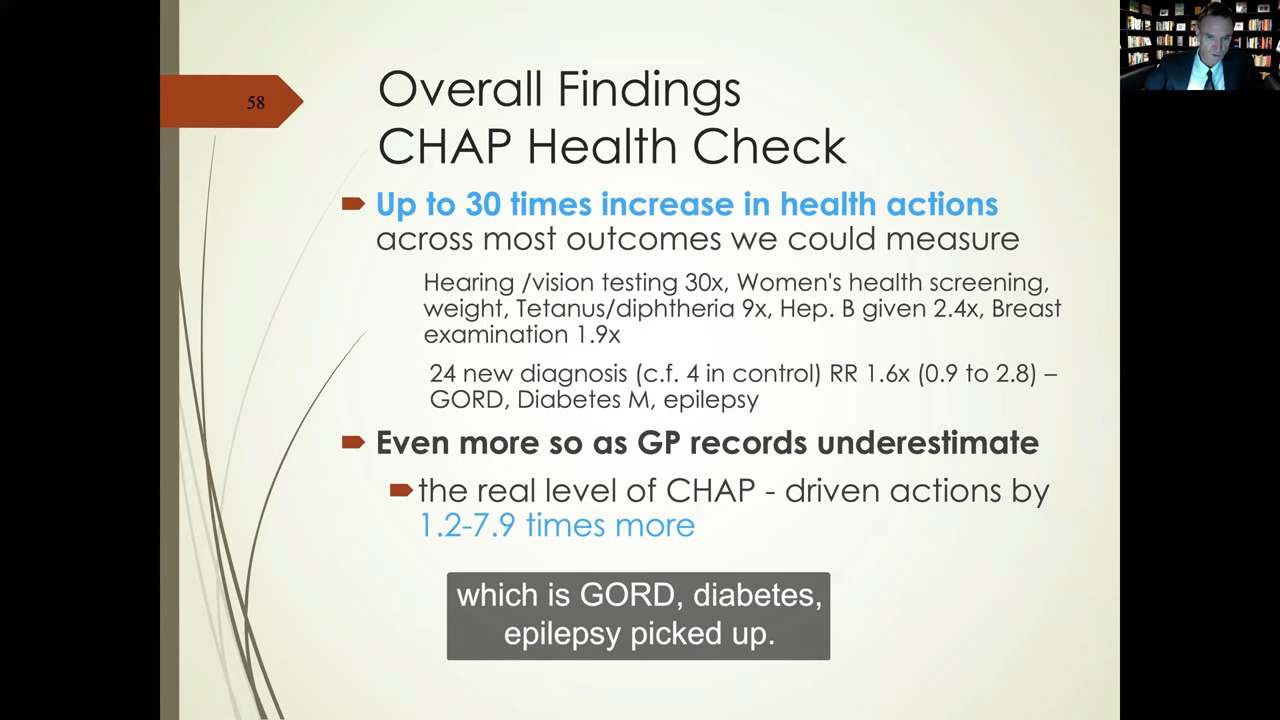 58
Overall Findings
CHAP Health Check
Up to 30 times increase in health actions
across most outcomes we could measure
Hearing /vision testing 30x, Women's health screening,
weight, Tetanus/diphtheria 9x, Hep. B given 2.4x, Breast
examination 1.9x
24 new diagnosis (c.f. 4 in control) RR 1.6x (0.9 to 2.8) –
GORD, Diabetes M, epilepsy
Even more so as GP records underestimate
the real level of CHAP - driven actions by
1.2-7.9 times more
which is GORD, diabetes,
epilepsy picked up.